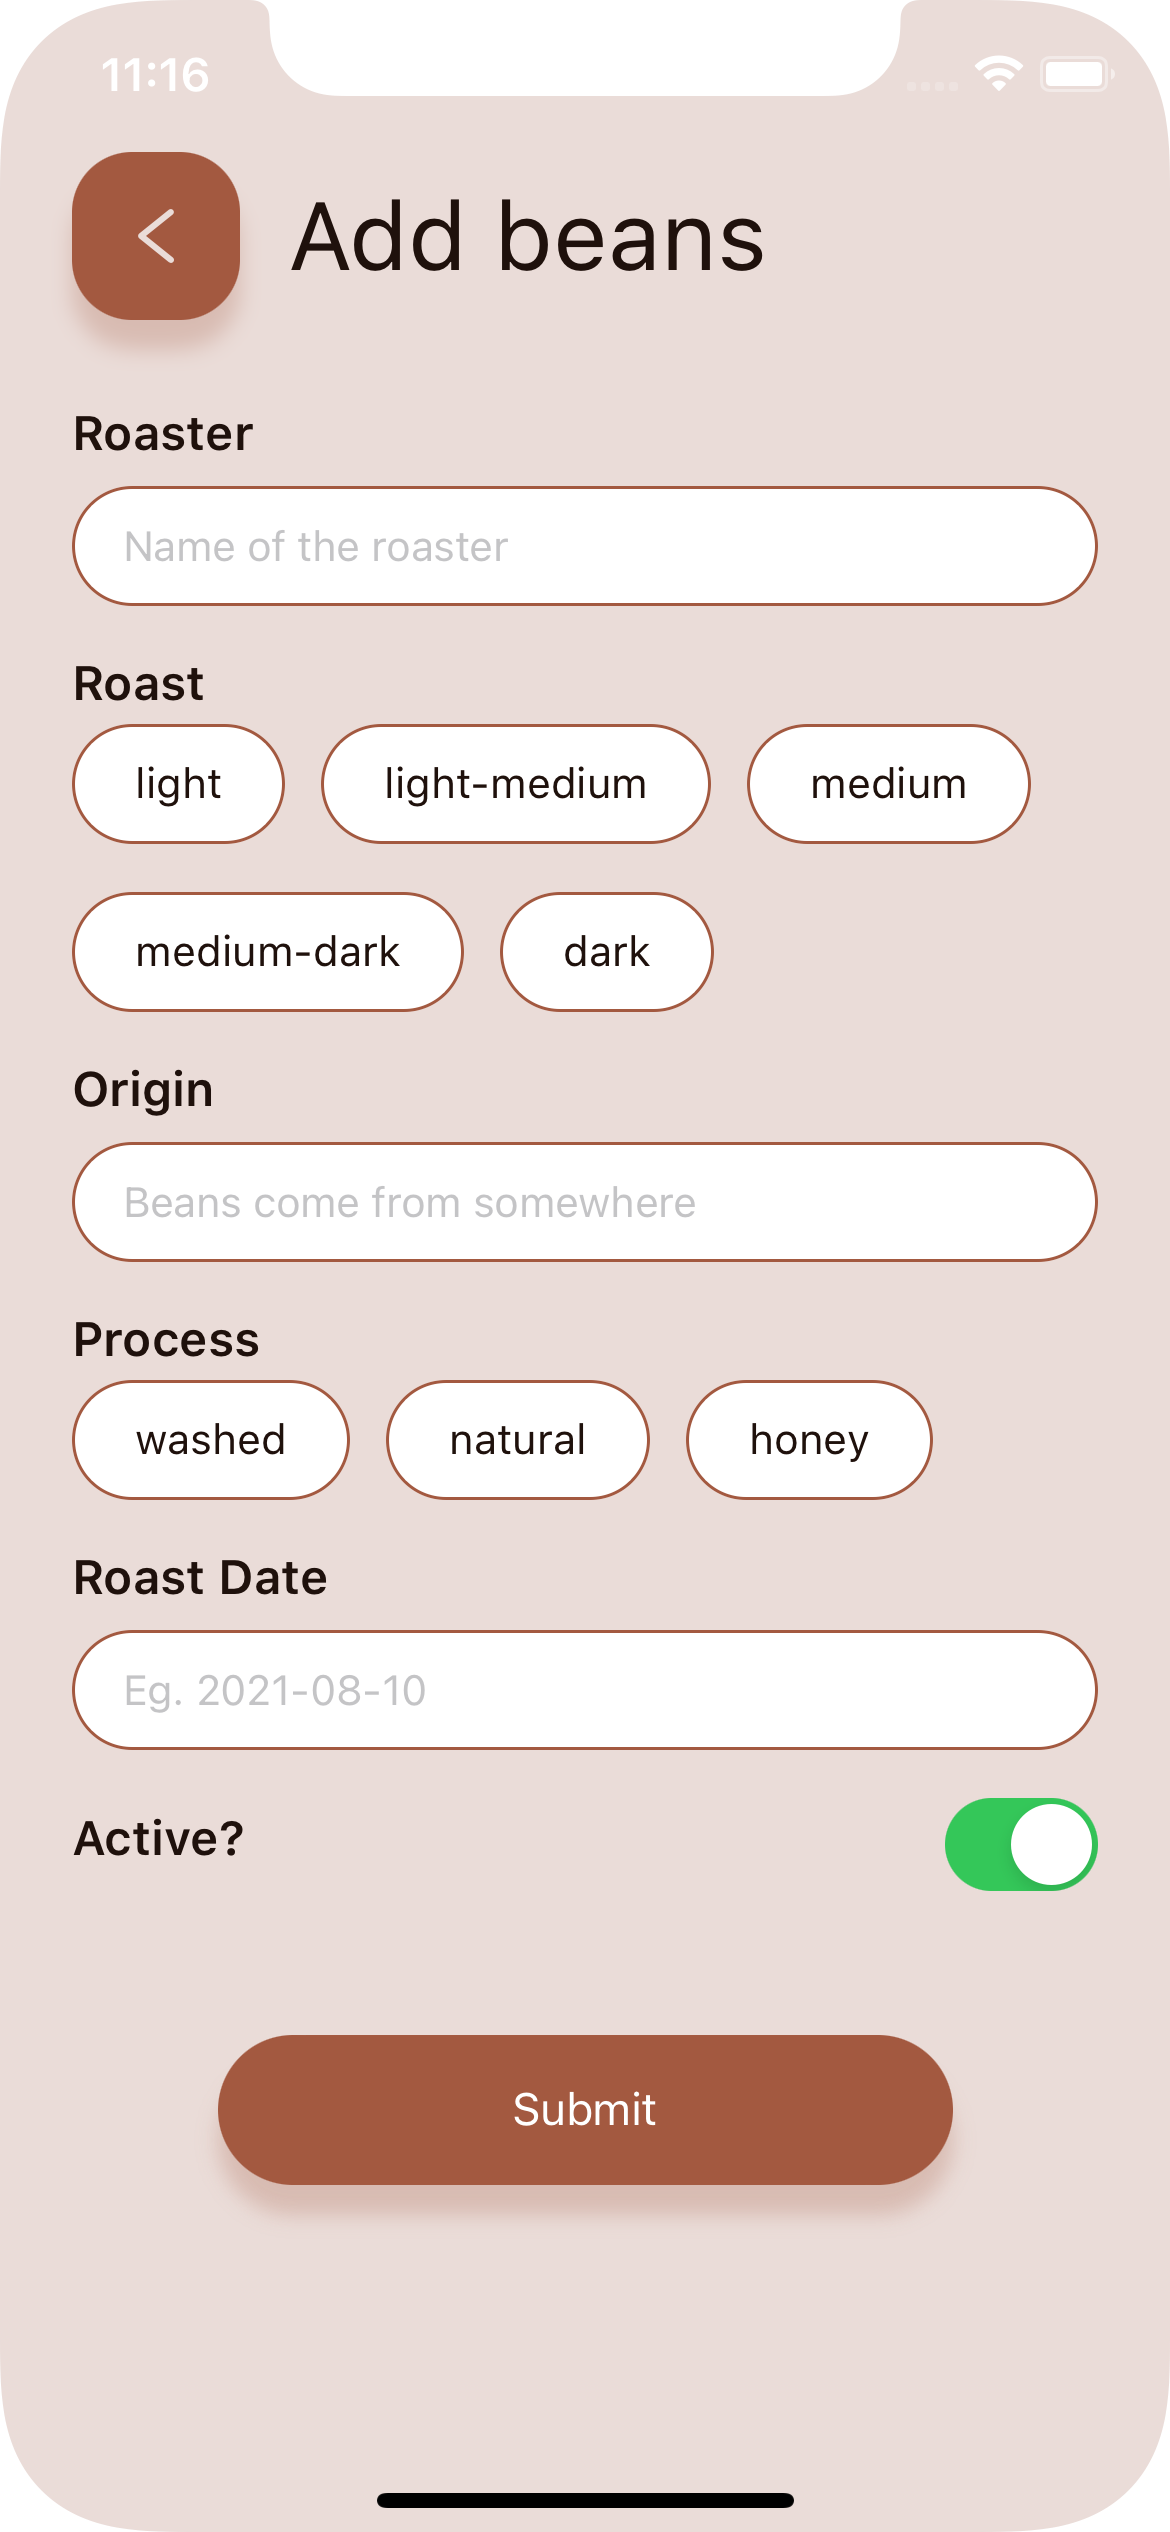 11:16
Add beans
Roaster
Name of the roaster
Roast
light light-medium medium
medium-dark dark
Origin
Beans come from somewhere
Process
washed natural honey
Roast Date
Eg. 2021-08-10
Active?
Submit